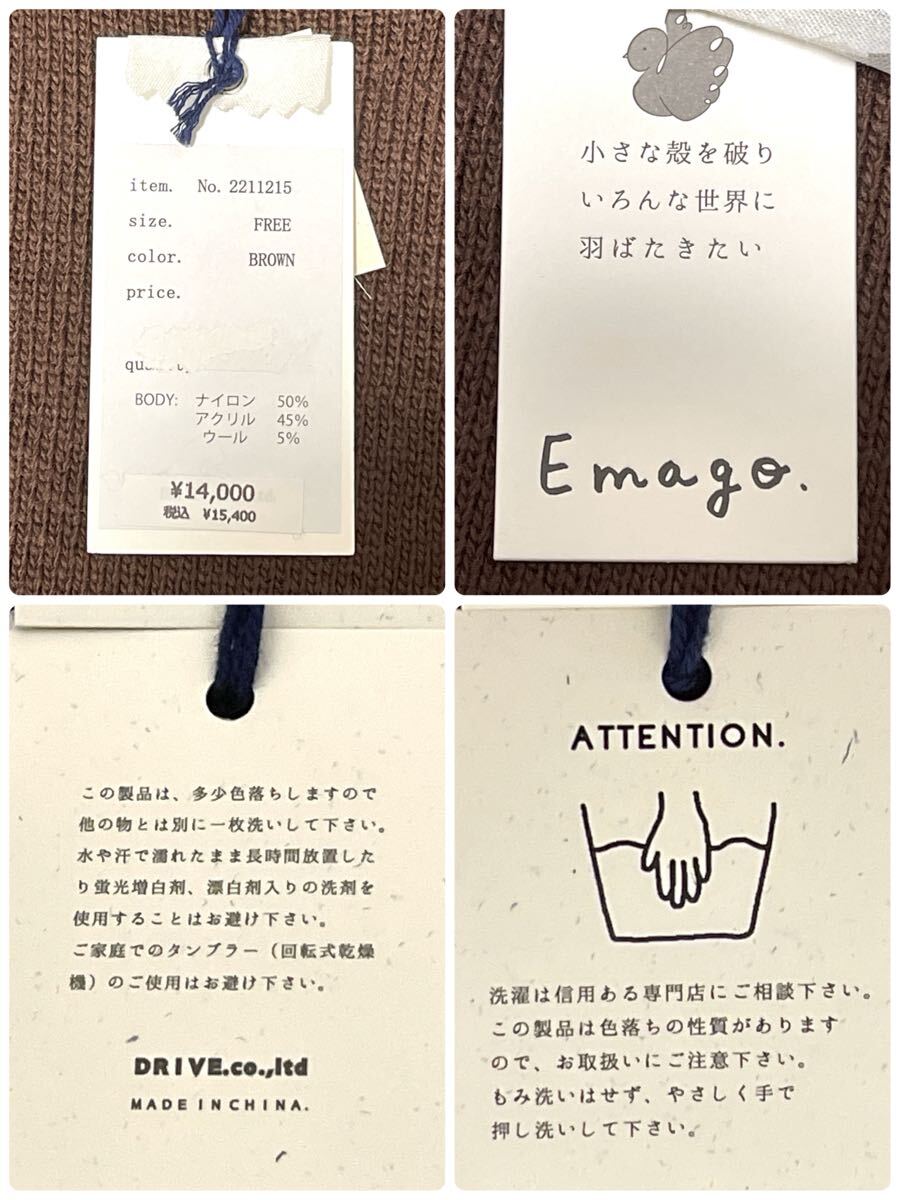 item. No. 2211215
size. FREE
color. BROWN
price.
BODY: ナイロン 50%
アクリル 45%
ウール 5%
¥14,000
税込 ¥15,400
小さな殻を破り
いろんな世界に
羽ばたきたい
Emago.
この製品は、多少色落ちしますので
他の物とは別に一枚洗いして下さい。
水や汗で濡れたまま長時間放置した
り蛍光増白剤、漂白剤入りの洗剤を
使用することはお避け下さい。
ご家庭でのタンブラー（回転式乾燥
機）のご使用はお避け下さい。
DRIVE.co.,ltd
MADE IN CHINA.
ATTENTION.
洗濯は信用ある専門店にご相談下さい。
この製品は色落ちの性質があります
ので、お取扱いにご注意下さい。
もみ洗いはせず、やさしく手で
押し洗いして下さい。